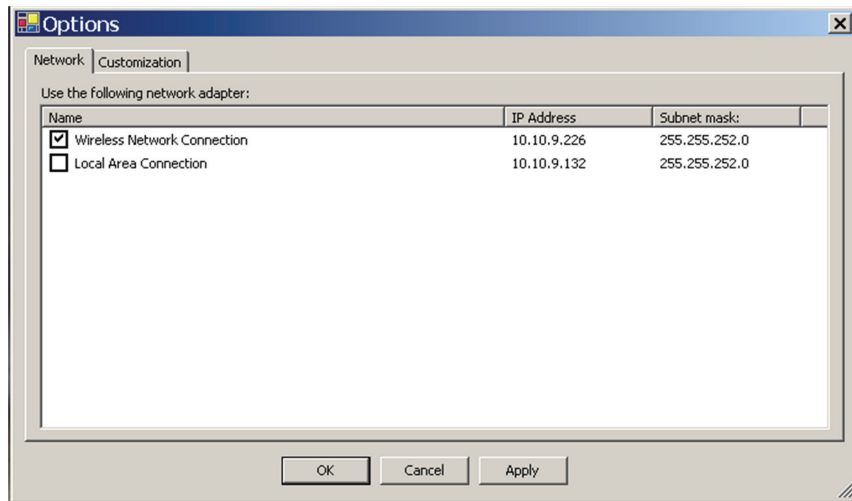 Options
Network Customization
Use the following network adapter:
Name IP Address Subnet mask:
Wireless Network Connection 10.10.9.226 255.255.252.0
Local Area Connection 10.10.9.132 255.255.252.0
OK Cancel Apply